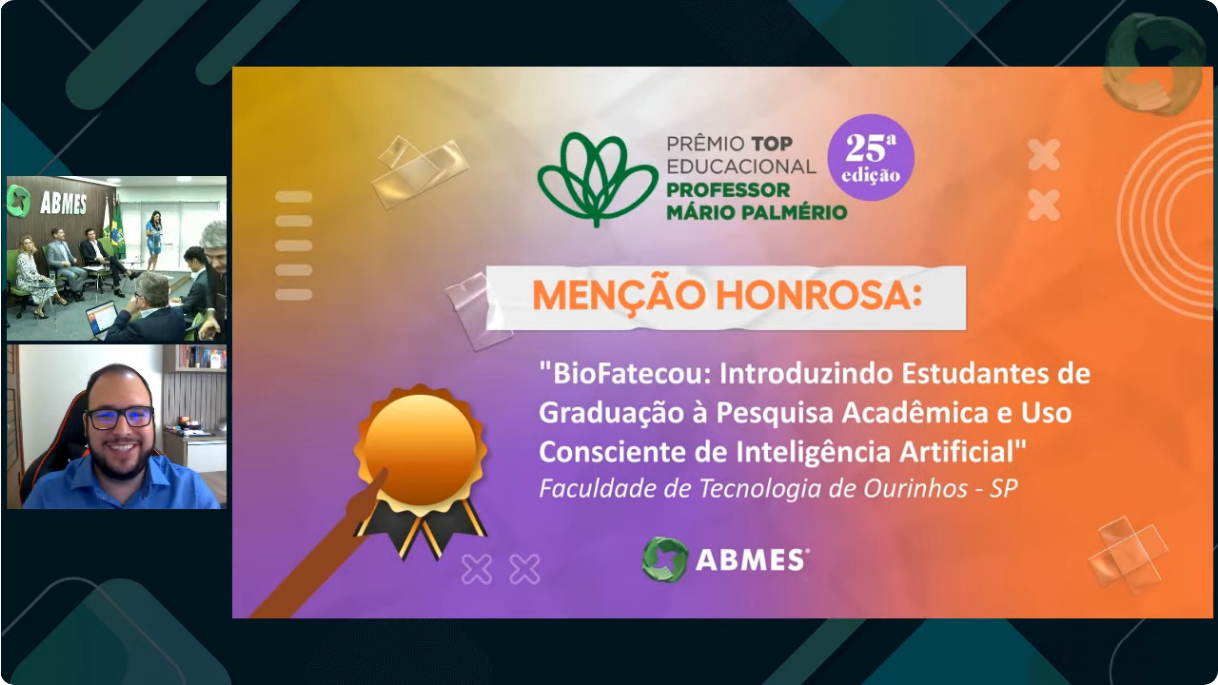 ABMES
PRÊMIO TOP
EDUCACIONAL
PROFESSOR
MÁRIO PALMÉRIO
25ª
edição
MENÇÃO HONROSA:
"BioFatecou: Introduzindo Estudantes de
Graduação à Pesquisa Acadêmica e Uso
Consciente de Inteligência Artificial"
Faculdade de Tecnologia de Ourinhos - SP
ABMES®